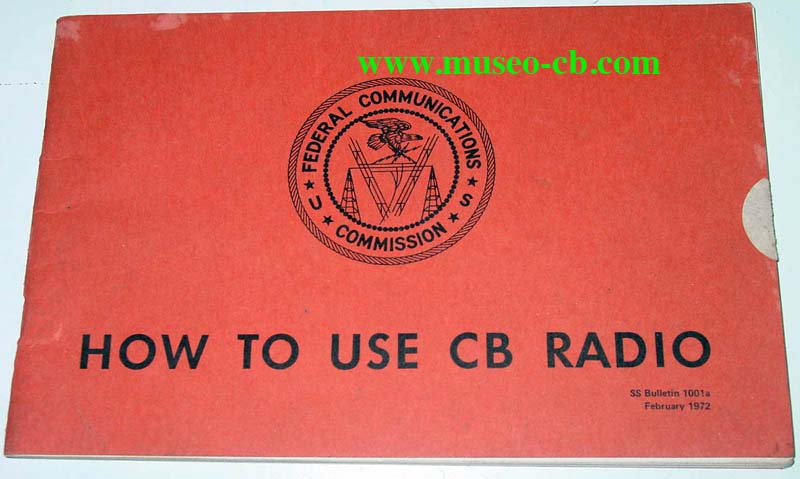 www.museo-cb.com
FEDERAL COMMUNICATIONS
U ★ ★ S
★ COMMISSION ★
HOW TO USE CB RADIO
SS Bulletin 1001a
February 1972